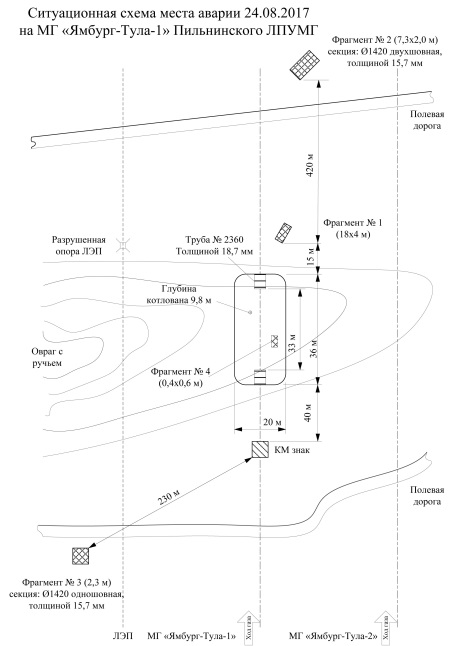 Ситуационная схема места аварии 24.08.2017
на МГ «Ямбург-Тула-1» Пильнинского ЛПУМГ
Фрагмент № 2 (7,3х2,0 м)
секция: Ø1420 двухшовная,
толщиной 15,7 мм
Полевая
дорога
420 м
Фрагмент № 1
(18х4 м)
Разрушенная
опора ЛЭП
Труба № 2360
Толщиной 18,7 мм
15 м
Глубина
котлована 9,8 м
33 м
36 м
Овраг с
ручьем
Фрагмент № 4
(0,4х0,6 м)
40 м
20 м
КМ знак
230 м
Полевая
дорога
Фрагмент № 3 (2,3 м)
секция: Ø1420 одношовная,
толщиной 15,7 мм
ЛЭП
МГ «Ямбург-Тула-1»
Ход газа
МГ «Ямбург-Тула-2»
Ход газа